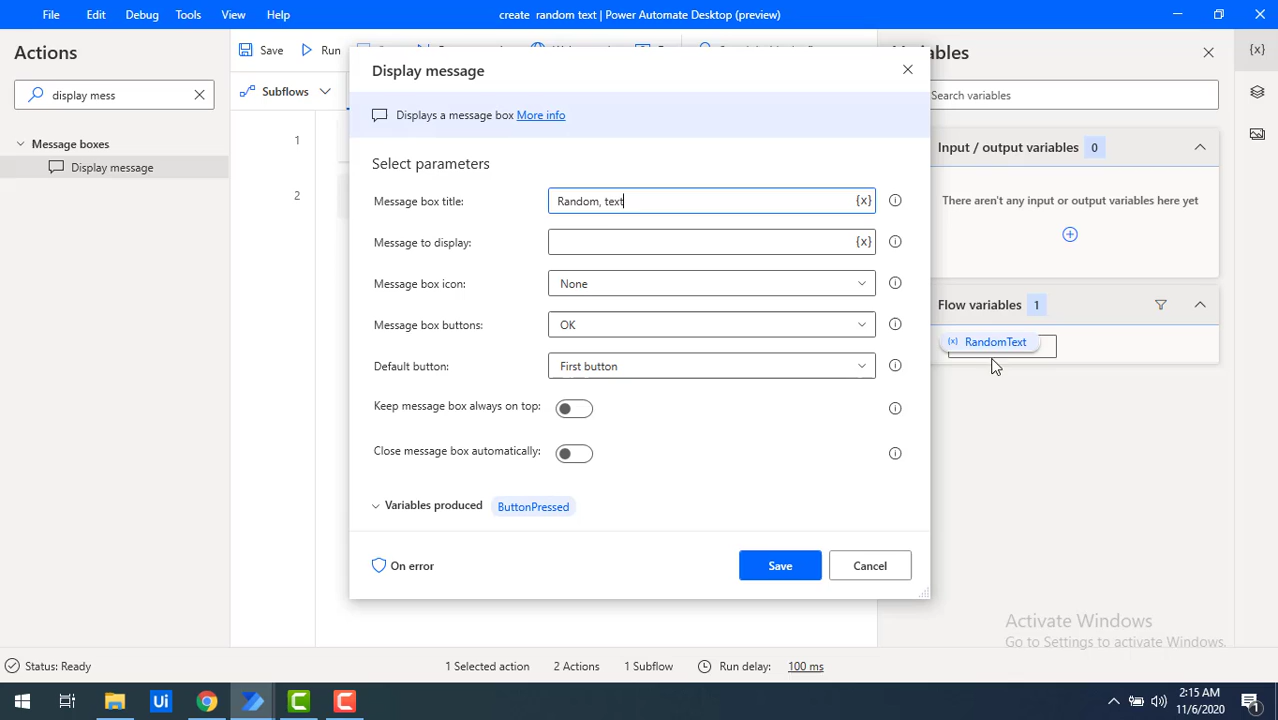 File Edit Debug Tools View Help
create random text | Power Automate Desktop (preview)
Actions
display mess
Message boxes
Display message
Save
Run
Subflows
1
2
Display message
Displays a message box More info
Select parameters
Message box title:
Random, text
{x}
Message to display:
{x}
Message box icon:
None
Message box buttons:
OK
Default button:
First button
Keep message box always on top:
Close message box automatically:
Variables produced
ButtonPressed
On error
Save
Cancel
Search variables
Input / output variables 0
There aren't any input or output variables here yet
Flow variables 1
(x) RandomText
{x}
Activate Windows
Go to Settings to activate Windows.
Status: Ready
1 Selected action
2 Actions
1 Subflow
Run delay:
100 ms
Ui
2:15 AM
11/6/2020
1